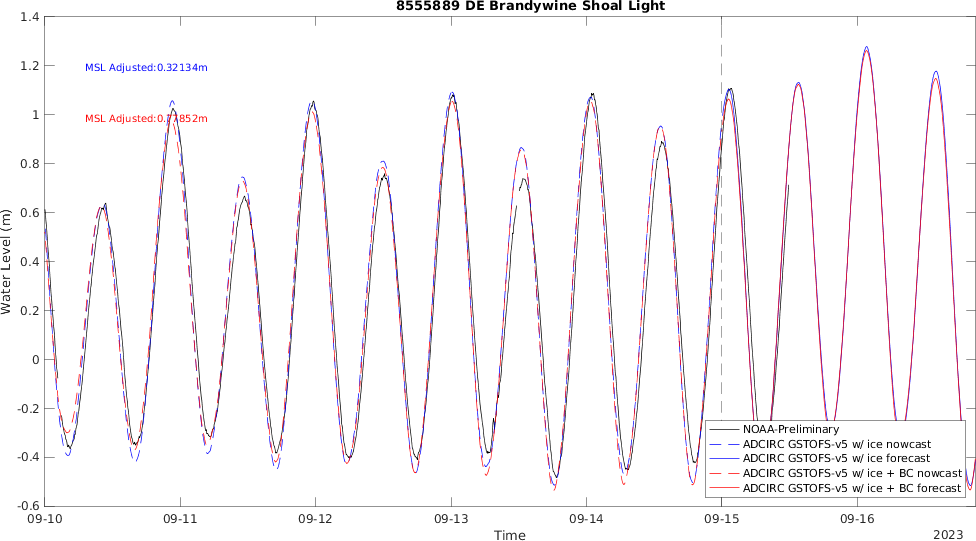 8555889 DE Brandywine Shoal Light
1.4
1.2
1
0.8
0.6
0.4
0.2
0
-0.2
-0.4
-0.6
Water Level (m)
MSL Adjusted:0.32134m
MSL Adjusted:
NOAA-Preliminary
ADCIRC GSTOFS-v5 w/ ice nowcast
ADCIRC GSTOFS-v5 w/ ice forecast
ADCIRC GSTOFS-v5 w/ ice + BC nowcast
ADCIRC GSTOFS-v5 w/ ice + BC forecast
09-10
09-11
09-12
09-13
09-14
09-15
09-16
Time
2023